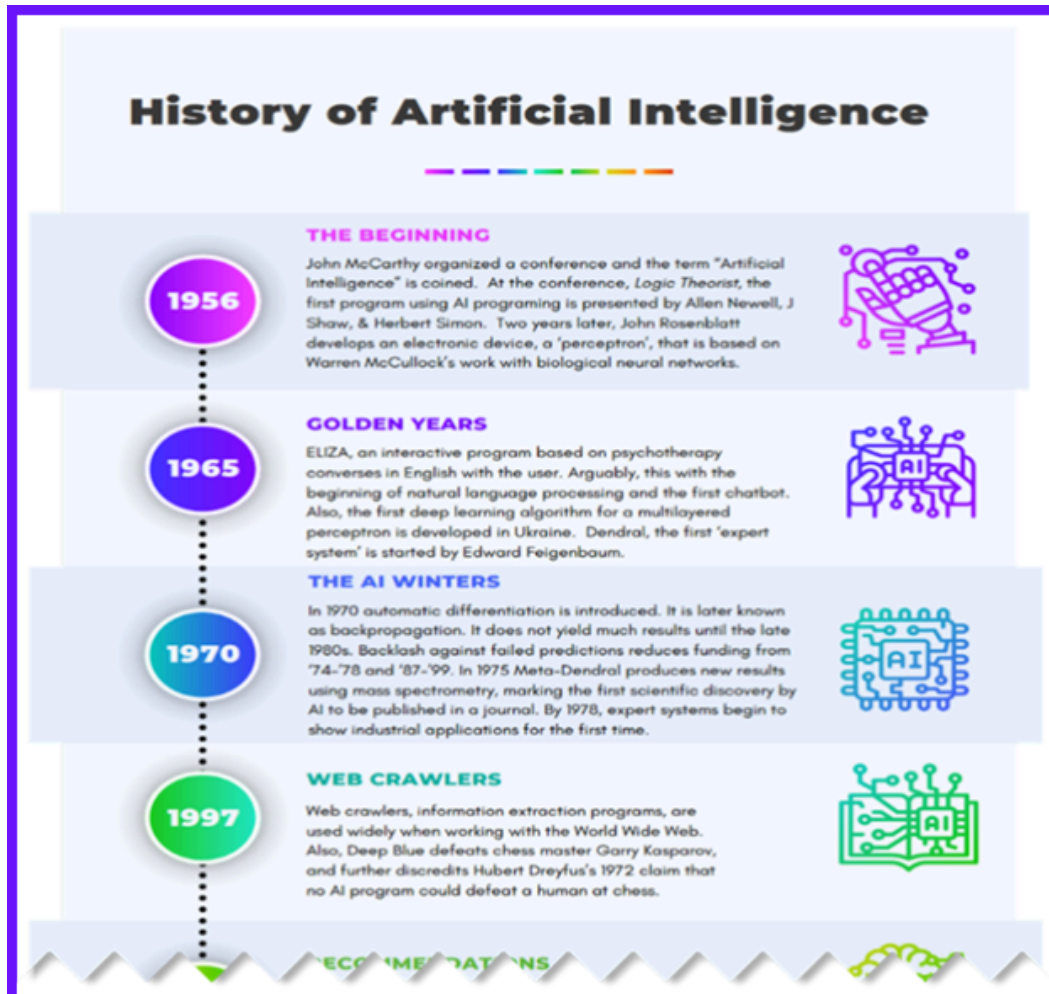 History of Artificial Intelligence
THE BEGINNING
1956
John McCarthy organized a conference and the term "Artificial
Intelligence" is coined. At the conference, Logic Theorist, the
first program using AI programing is presented by Allen Newell, J
Shaw, & Herbert Simon. Two years later, John Rosenblatt
develops an electronic device, a 'perceptron', that is based on
Warren McCullock's work with biological neural networks.
GOLDEN YEARS
1965
ELIZA, an interactive program based on psychotherapy
converses in English with the user. Arguably, this with the
beginning of natural language processing and the first chatbot.
Also, the first deep learning algorithm for a multilayered
perceptron is developed in Ukraine. Dendral, the first 'expert
system' is started by Edward Feigenbaum.
AI
THE AI WINTERS
1970
In 1970 automatic differentiation is introduced. It is later known
as backpropagation. It does not yield much results until the late
1980s. Backlash against failed predictions reduces funding from
'74-'78 and '87-'99. In 1975 Meta-Dendral produces new results
using mass spectrometry, marking the first scientific discovery by
AI to be published in a journal. By 1978, expert systems begin to
show industrial applications for the first time.
AI
WEB CRAWLERS
1997
Web crawlers, information extraction programs, are
used widely when working with the World Wide Web.
Also, Deep Blue defeats chess master Garry Kasparov,
and further discredits Hubert Dreyfus's 1972 claim that
no AI program could defeat a human at chess.
AI
RECOMMENDATIONS